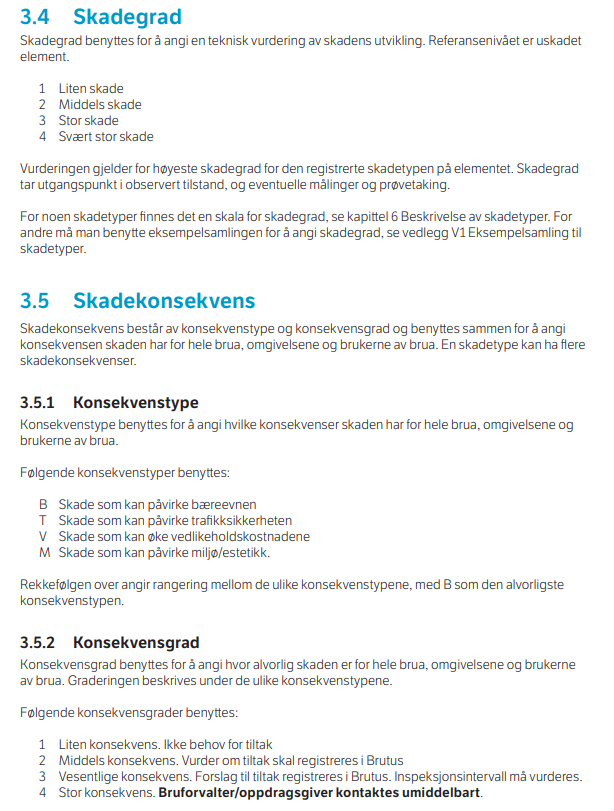 3.4 Skadegrad
Skadegrad benyttes for å angi en teknisk vurdering av skadens utvikling. Referansenivået er uskadet
element.
1 Liten skade
2 Middels skade
3 Stor skade
4 Svært stor skade
Vurderingen gjelder for høyeste skadegrad for den registrerte skadetypen på elementet. Skadegrad
tar utgangspunkt i observert tilstand, og eventuelle målinger og prøvetaking.
For noen skadetyper finnes det en skala for skadegrad, se kapittel 6 Beskrivelse av skadetyper. For
andre må man benytte eksempelsamlingen for å angi skadegrad, se vedlegg V1 Eksempelsamling til
skadetyper.
3.5 Skadekonsekvens
Skadekonsekvens består av konsekvenstype og konsekvensgrad og benyttes sammen for å angi
konsekvensen skaden har for hele brua, omgivelsene og brukerne av brua. En skadetype kan ha flere
skadekonsekvenser.
3.5.1 Konsekvenstype
Konsekvenstype benyttes for å angi hvilke konsekvenser skaden har for hele brua, omgivelsene og
brukerne av brua.
Følgende konsekvenstyper benyttes:
B Skade som kan påvirke bæreevnen
T Skade som kan påvirke trafikksikkerheten
V Skade som kan øke vedlikeholdskostnadene
M Skade som kan påvirke miljø/estetikk.
Rekkefølgen over angir rangering mellom de ulike konsekvenstypene, med B som den alvorligste
konsekvenstypen.
3.5.2 Konsekvensgrad
Konsekvensgrad benyttes for å angi hvor alvorlig skaden er for hele brua, omgivelsene og brukerne
av brua. Graderingen beskrives under de ulike konsekvenstypene.
Følgende konsekvensgrader benyttes:
1 Liten konsekvens. Ikke behov for tiltak
2 Middels konsekvens. Vurder om tiltak skal registreres i Brutus
3 Vesentlige konsekvens. Forslag til tiltak registreres i Brutus. Inspeksjonsintervall må vurderes.
4 Stor konsekvens. Bruforvalter/oppdragsgiver kontaktes umiddelbart.